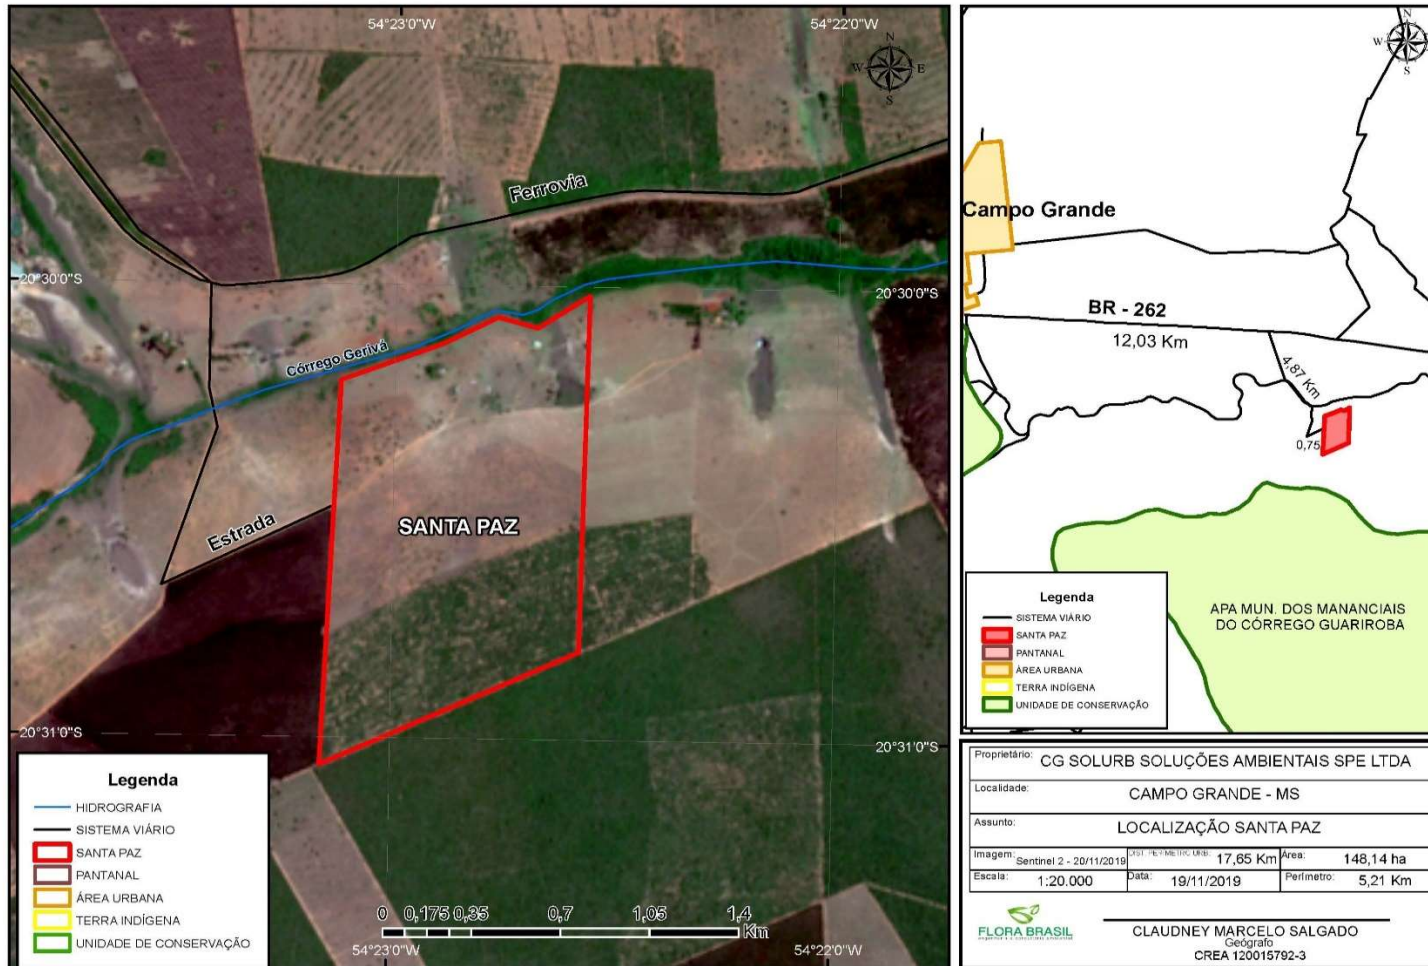 54°23'0"W
54°22'0"W
N
W
E
S
Ferrovia
20°30'0"S
20°30'0"S
Córrego Gerivá
SANTA PAZ
Estrada
20°31'0"S
20°31'0"S
Legenda
HIDROGRAFIA
SISTEMA VIÁRIO
SANTA PAZ
PANTANAL
ÁREA URBANA
TERRA INDÍGENA
UNIDADE DE CONSERVAÇÃO
0 0,175 0,35 0,7 1,05 1,4
Km
54°23'0"W
54°22'0"W
N
W
E
S
Campo Grande
BR - 262
12,03 Km
4,87 Km
0,75
APA MUN. DOS MANANCIAIS
DO CÓRREGO GUARIROBA
Legenda
SISTEMA VIÁRIO
SANTA PAZ
PANTANAL
ÁREA URBANA
TERRA INDÍGENA
UNIDADE DE CONSERVAÇÃO
Proprietário: CG SOLURB SOLUÇÕES AMBIENTAIS SPE LTDA
Localidade: CAMPO GRANDE - MS
Assunto: LOCALIZAÇÃO SANTA PAZ
Imagem: Sentinel 2 - 20/11/2019 17,65 Km Área: 148,14 ha
Escala: 1:20.000 Data: 19/11/2019 Perímetro: 5,21 Km
FLORA BRASIL
CLAUDNEY MARCELO SALGADO
Geógrafo
CREA 120015792-3